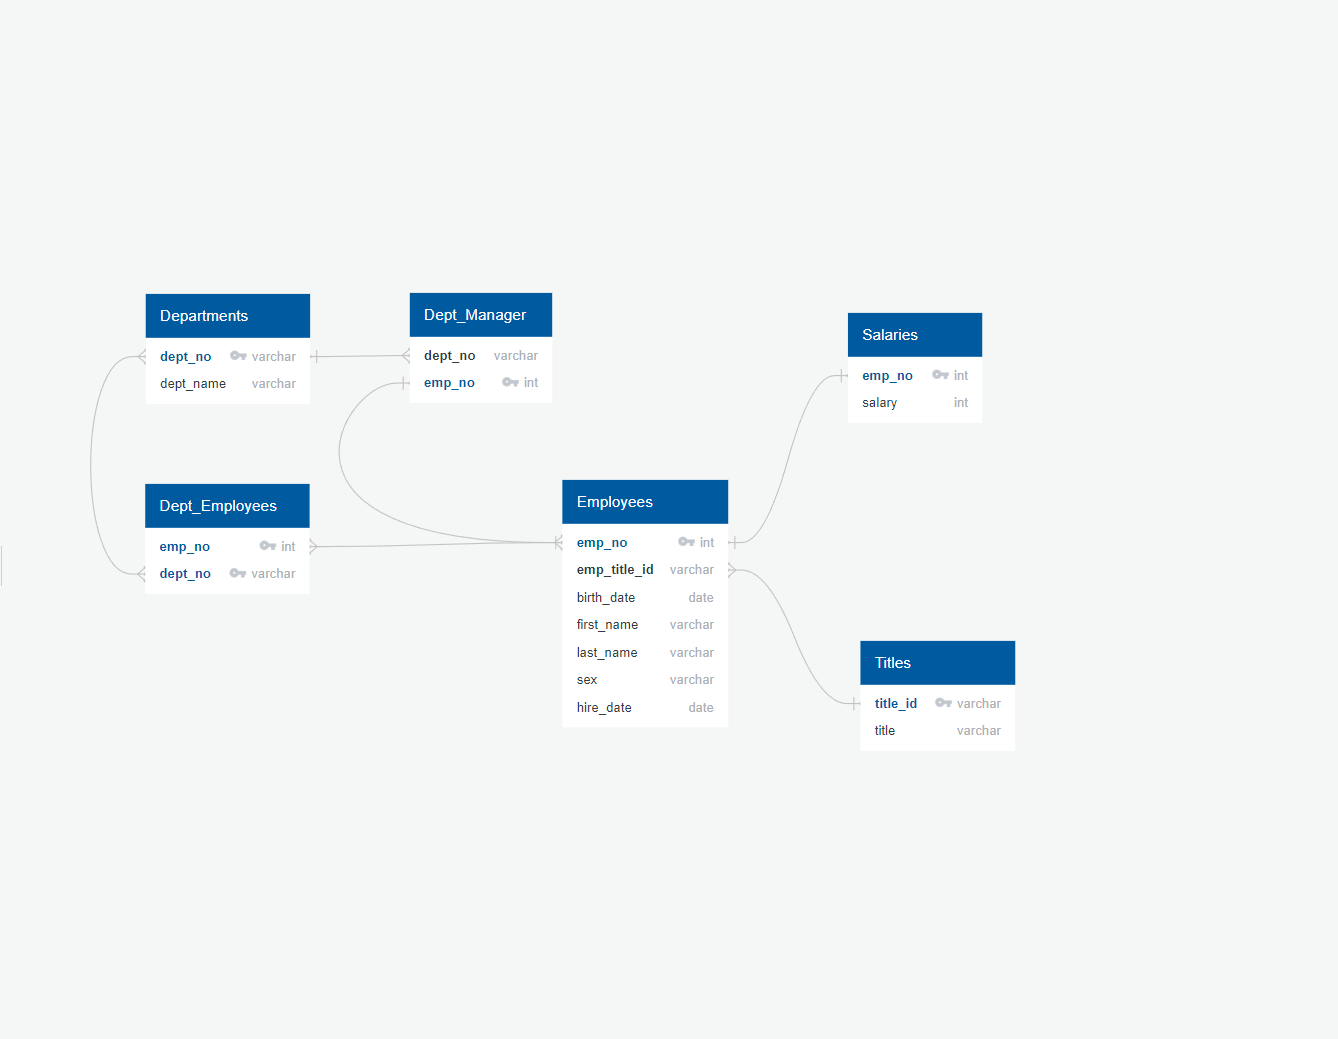 Departments
dept_no varchar
dept_name varchar
Dept_Manager
dept_no varchar
emp_no int
Salaries
emp_no int
salary int
Dept_Employees
emp_no int
dept_no varchar
Employees
emp_no int
emp_title_id varchar
birth_date date
first_name varchar
last_name varchar
sex varchar
hire_date date
Titles
title_id varchar
title varchar